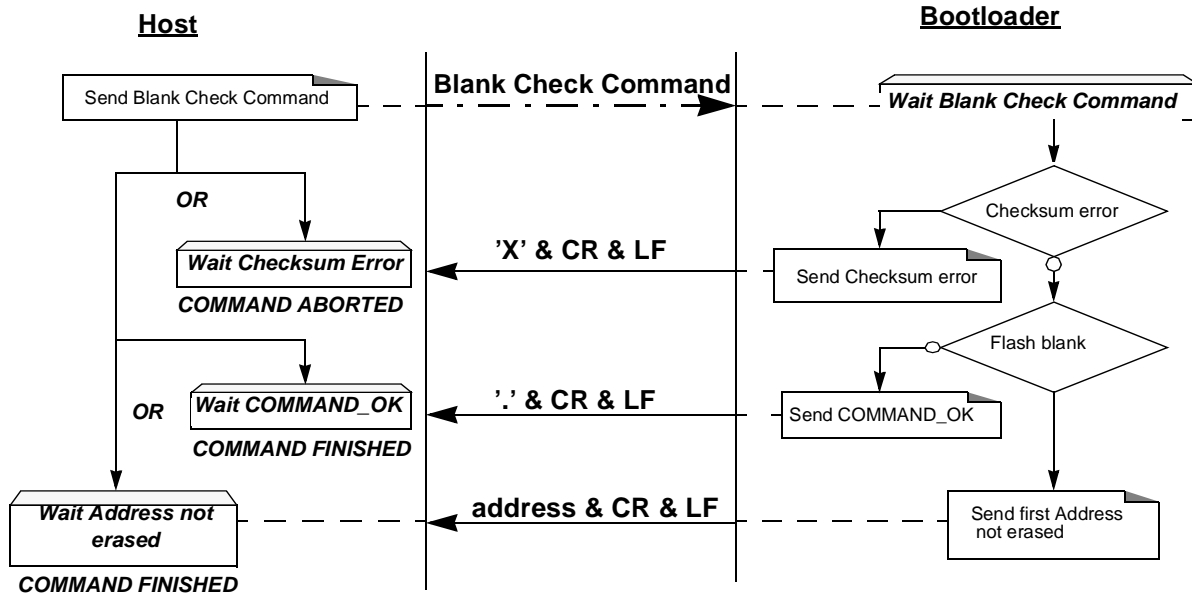 Host
Bootloader
Send Blank Check Command
Blank Check Command
Wait Blank Check Command
OR
Checksum error
Wait Checksum Error
'X' & CR & LF
Send Checksum error
COMMAND ABORTED
Flash blank
OR
Wait COMMAND_OK
'.' & CR & LF
Send COMMAND_OK
COMMAND FINISHED
Wait Address not
erased
address & CR & LF
Send first Address
not erased
COMMAND FINISHED